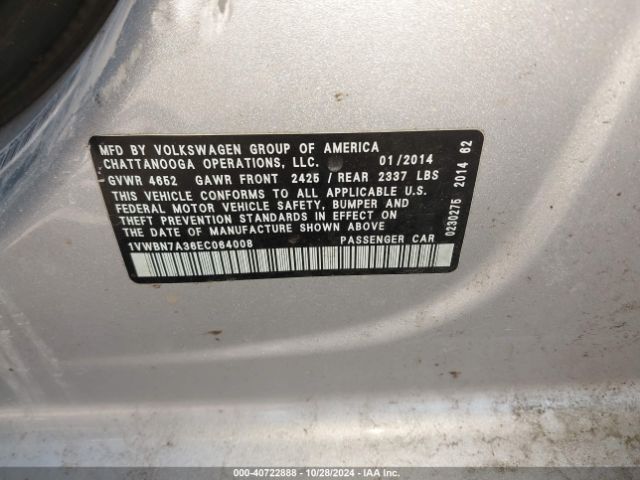 MFD BY VOLKSWAGEN GROUP OF AMERICA
CHATTANOOGA OPERATIONS, LLC. 01/2014
GVWR 4652 GAWR FRONT 2425 / REAR 2337 LBS
THIS VEHICLE CONFORMS TO ALL APPLICABLE U.S.
FEDERAL MOTOR VEHICLE SAFETY, BUMPER AND
THEFT PREVENTION STANDARDS IN EFFECT ON
THE DATE OF MANUFACTURE SHOWN ABOVE
1VWBN7A36EC064008 PASSENGER CAR
0230275 2014 62
000-40722888 | 10/28/2024 | IAA Inc.